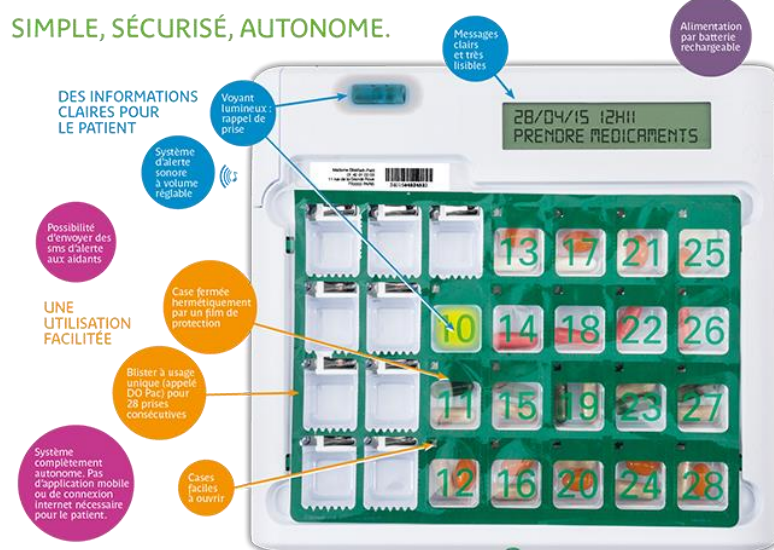 SIMPLE, SÉCURISÉ, AUTONOME.
Messages
clairs
et très
lisibles
Alimentation
par batterie
rechargeable
DES INFORMATIONS
CLAIRES POUR
LE PATIENT
Voyant
lumineux :
rappel de
prise
28/04/15 12H11
PRENDRE MEDICAMENTS
Système
d'alerte
sonore
à volume
réglable
Possibilité
d'envoyer des
sms d'alerte
aux aidants
13 17 21 25
Case fermée
hermétiquement
par un film de
protection
UNE
UTILISATION
FACILITÉE
10 14 18 22 26
Blister à usage
unique (appelé
DO Pac) pour
28 prises
consécutives
11 15 19 23 27
Système
complètement
autonome. Pas
d'application mobile
ou de connexion
internet nécessaire
pour le patient.
Cases
faciles
à ouvrir
12 16 20 24 28